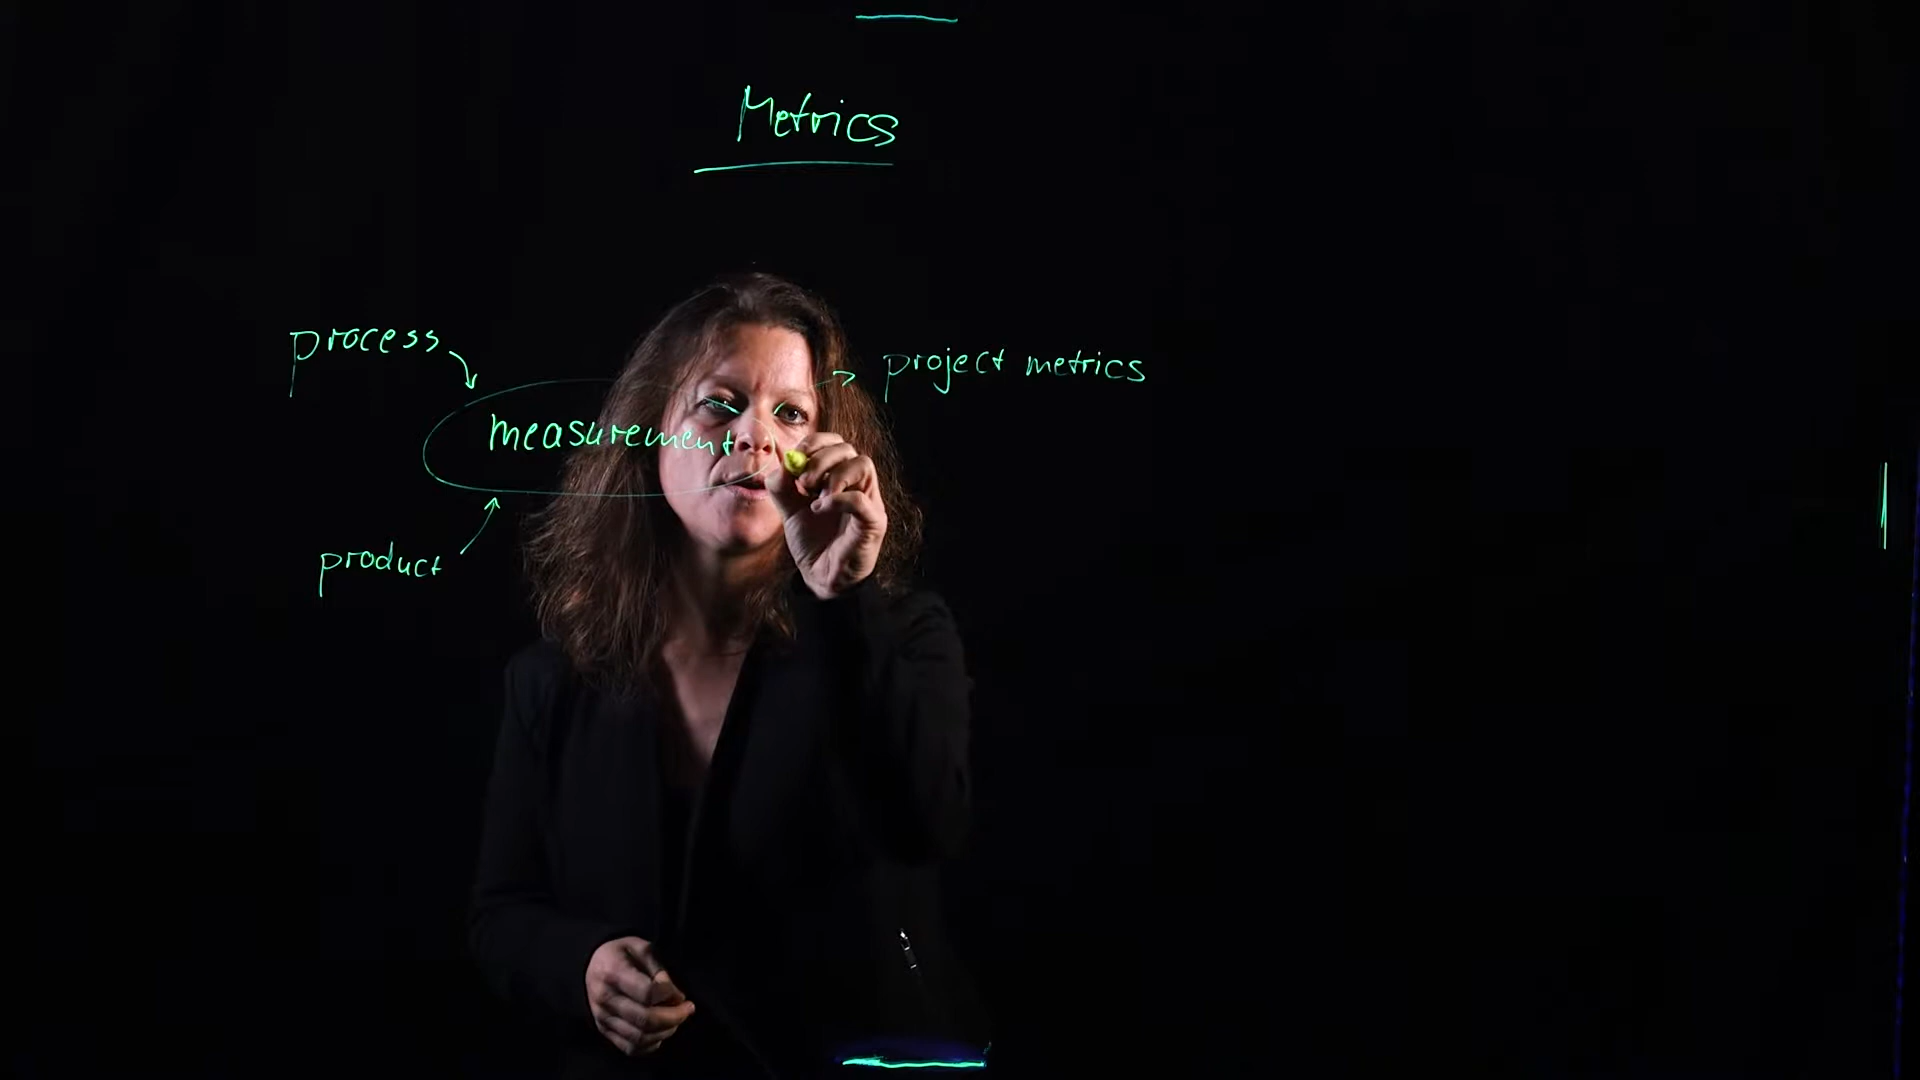 Metrics
process
project metrics
measurement
product